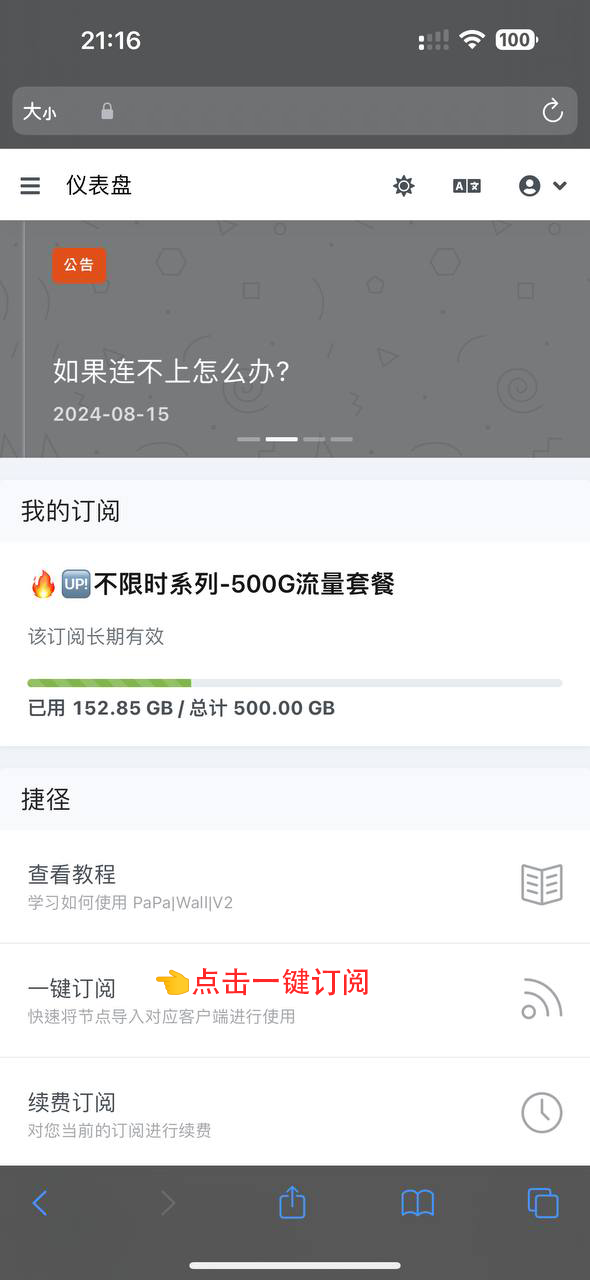 21:16
100
大小
仪表盘
公告
如果连不上怎么办?
2024-08-15
我的订阅
🔥🆙不限时系列-500G流量套餐
该订阅长期有效
已用 152.85 GB / 总计 500.00 GB
捷径
查看教程
学习如何使用 PaPa|Wall|V2
一键订阅
👈点击一键订阅
快速将节点导入对应客户端进行使用
续费订阅
对您当前的订阅进行续费